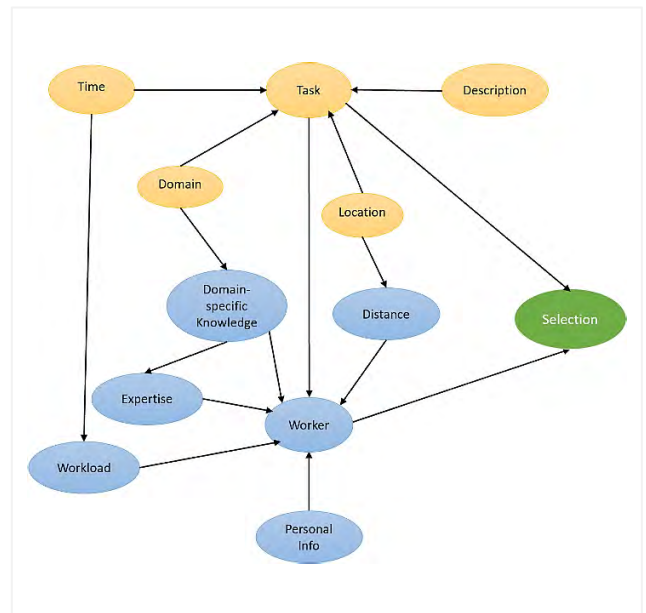 Time
Task
Description
Domain
Location
Domain-
specific
Knowledge
Distance
Selection
Expertise
Worker
Workload
Personal
Info